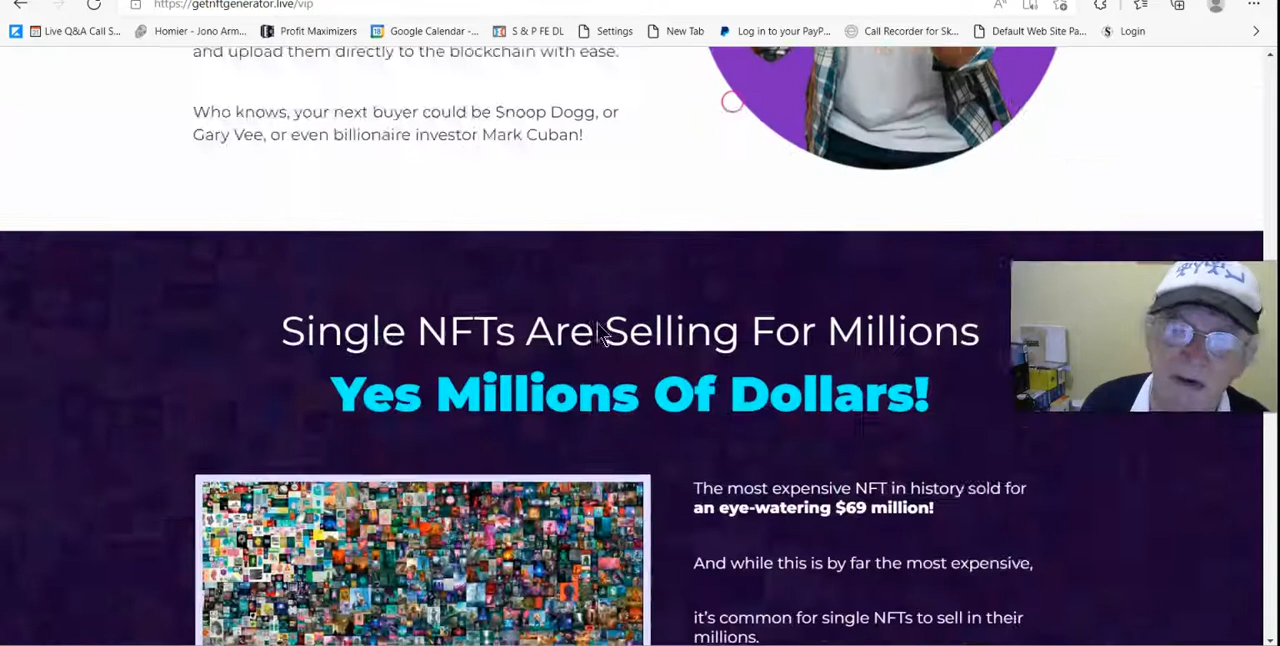 https://getnftgenerator.live/vip
Live Q&A Call S... Homier - Jono Arm... Profit Maximizers Google Calendar -... S & P FE DL Settings New Tab Log in to your PayP... Call Recorder for Sk... Default Web Site Pa... Login
and upload them directly to the blockchain with ease.
Who knows, your next buyer could be Snoop Dogg, or
Gary Vee, or even billionaire investor Mark Cuban!
Single NFTs Are Selling For Millions
Yes Millions Of Dollars!
The most expensive NFT in history sold for
an eye-watering $69 million!
And while this is by far the most expensive,
it's common for single NFTs to sell in their
millions.